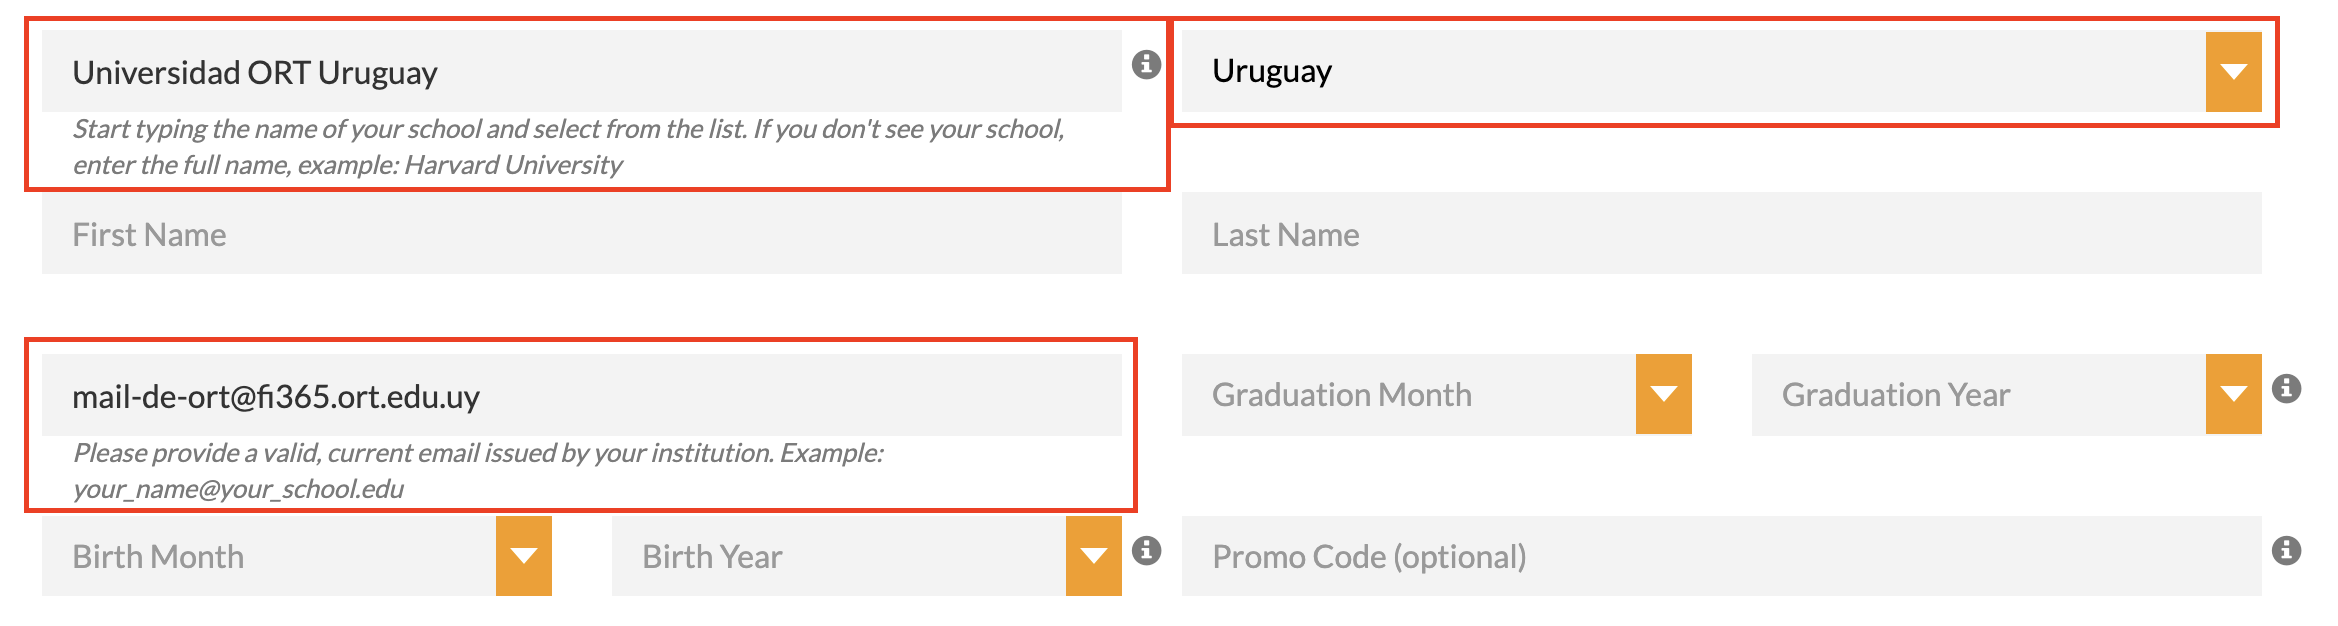 Universidad ORT Uruguay
Uruguay
Start typing the name of your school and select from the list. If you don't see your school,
enter the full name, example: Harvard University
First Name
Last Name
mail-de-ort@fi365.ort.edu.uy
Graduation Month
Graduation Year
Please provide a valid, current email issued by your institution. Example:
your_name@your_school.edu
Birth Month
Birth Year
Promo Code (optional)